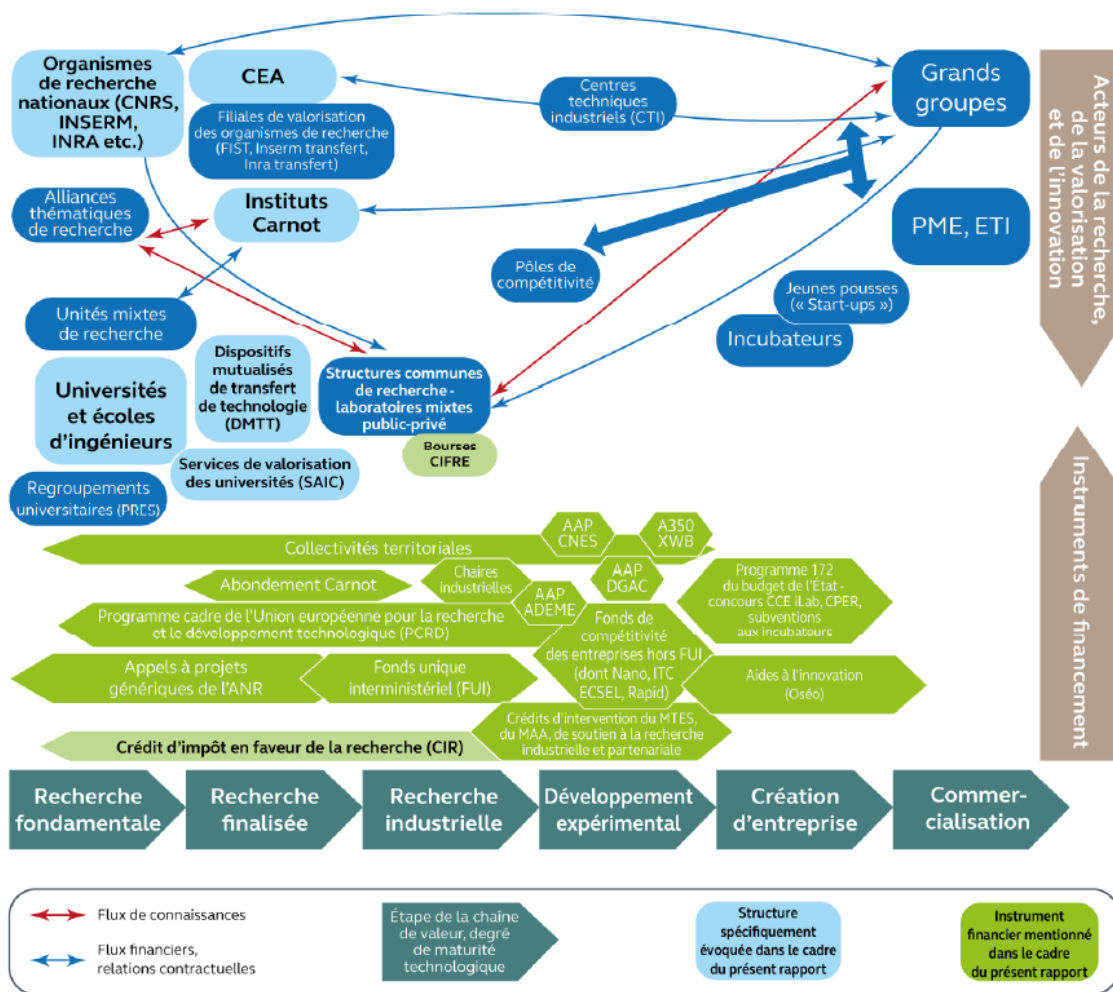 Organismes
de recherche
nationaux (CNRS,
INSERM,
INRA etc.)
CEA
Filiales de valorisation
des organismes de recherche
(FIST, Inserm transfert,
Inra transfert)
Centres
techniques
industriels (CTI)
Grands
groupes
Alliances
thématiques
de recherche
Instituts
Carnot
PME, ETI
Pôles de
compétitivité
Jeunes pousses
(« Start-ups »)
Incubateurs
Unités mixtes
de recherche
Universités
et écoles
d'ingénieurs
Dispositifs
mutualisés
de transfert
de technologie
(DMTT)
Structures communes
de recherche -
laboratoires mixtes
public-privé
Bourses
CIFRE
Services de valorisation
des universités (SAIC)
Regroupements
universitaires (PRES)
Acteurs de la recherche,
de la valorisation
et de l'innovation
Instruments de financement
Collectivités territoriales
AAP
CNES
A350
XWB
Abondement Carnot
Chaires
industrielles
AAP
DGAC
AAP
ADEME
Programme 172
du budget de l'État -
concours CCE iLab, CPER,
subventions
aux incubateurs
Programme cadre de l'Union européenne pour la recherche
et le développement technologique (PCRD)
Fonds de
compétitivité
des entreprises hors FUI
(dont Nano, ITC
ECSEL, Rapid)
Appels à projets
génériques de l'ANR
Fonds unique
interministériel (FUI)
Aides à l'innovation
(Oséo)
Crédits d'intervention du MTES,
du MAA, de soutien à la recherche
industrielle et partenariale
Crédit d'impôt en faveur de la recherche (CIR)
Recherche
fondamentale
Recherche
finalisée
Recherche
industrielle
Développement
expérimental
Création
d'entreprise
Commer-
cialisation
Flux de connaissances
Flux financiers,
relations contractuelles
Étape de la chaîne
de valeur, degré
de maturité
technologique
Structure
spécifiquement
évoquée dans le cadre
du présent rapport
Instrument
financier mentionné
dans le cadre
du présent rapport